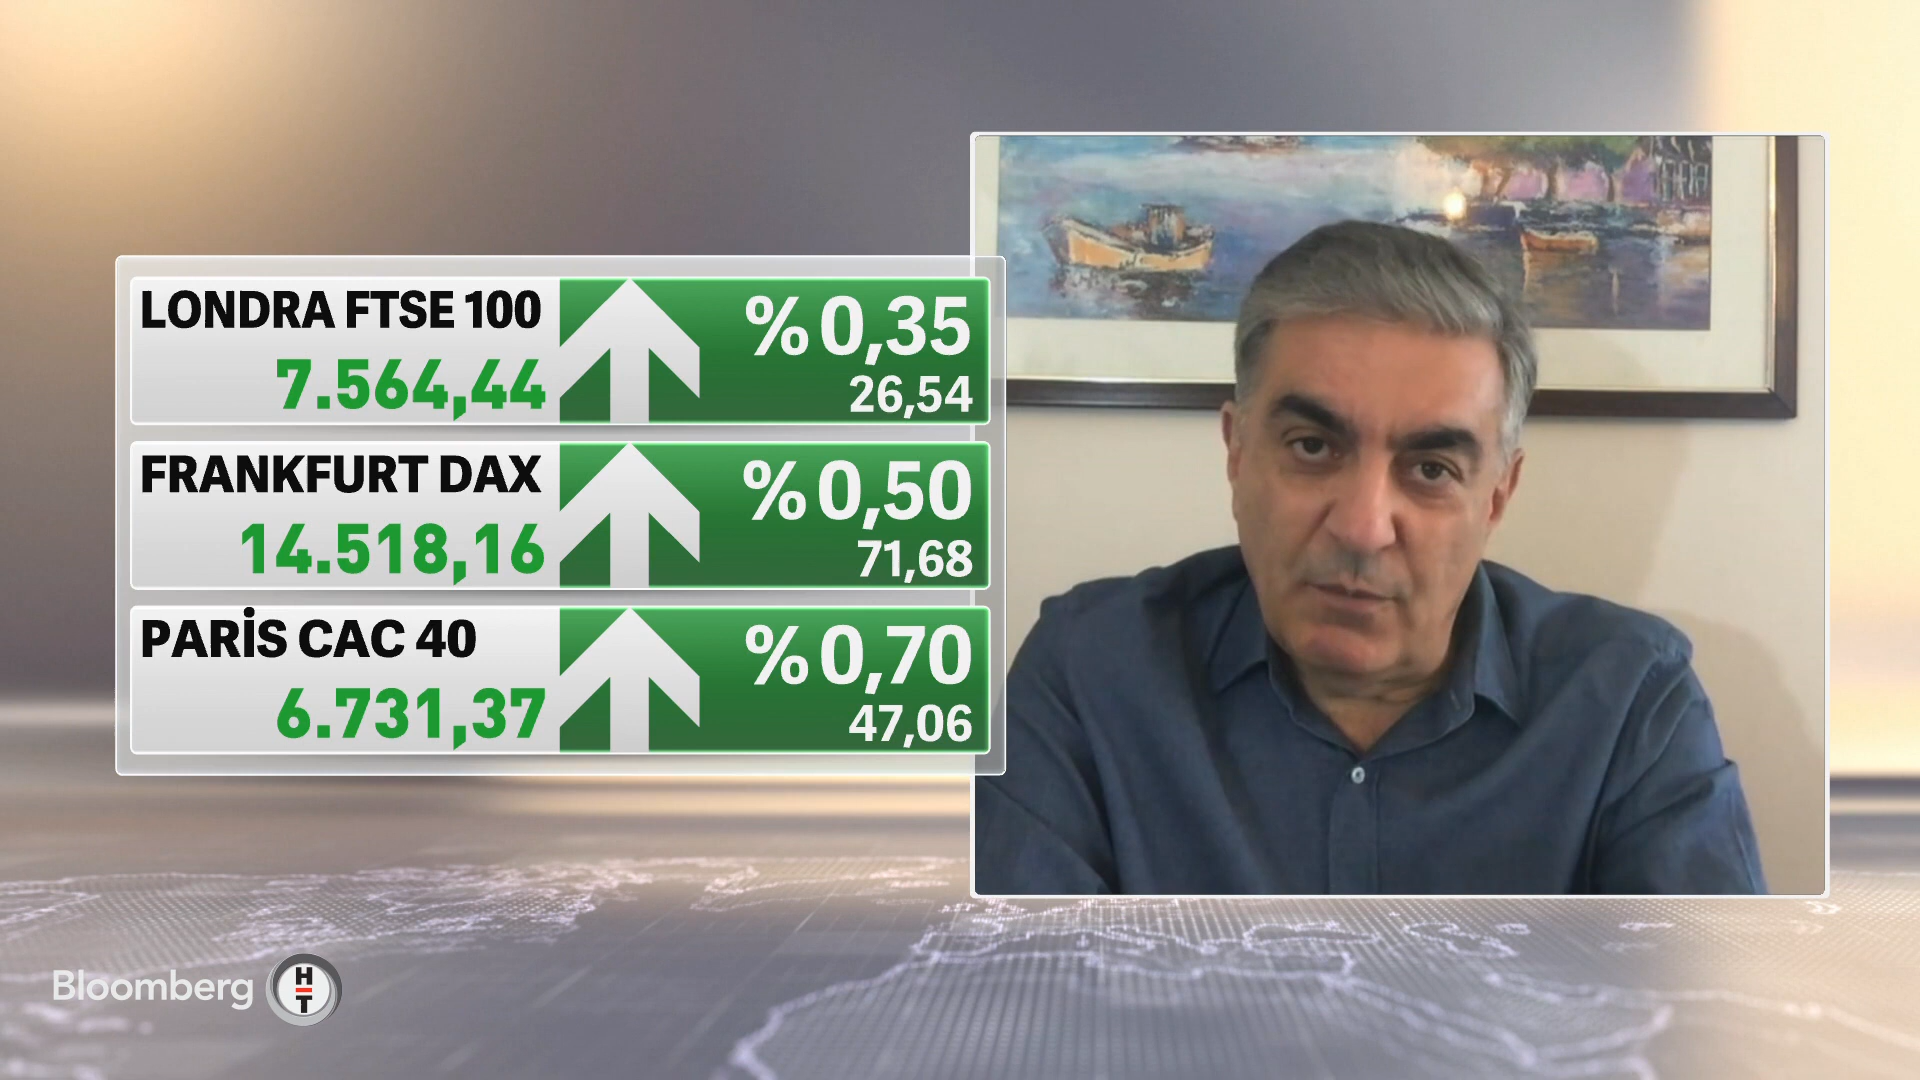 LONDRA FTSE 100
7.564,44
%0,35
26,54
FRANKFURT DAX
14.518,16
%0,50
71,68
PARİS CAC 40
6.731,37
%0,70
47,06
Bloomberg HT